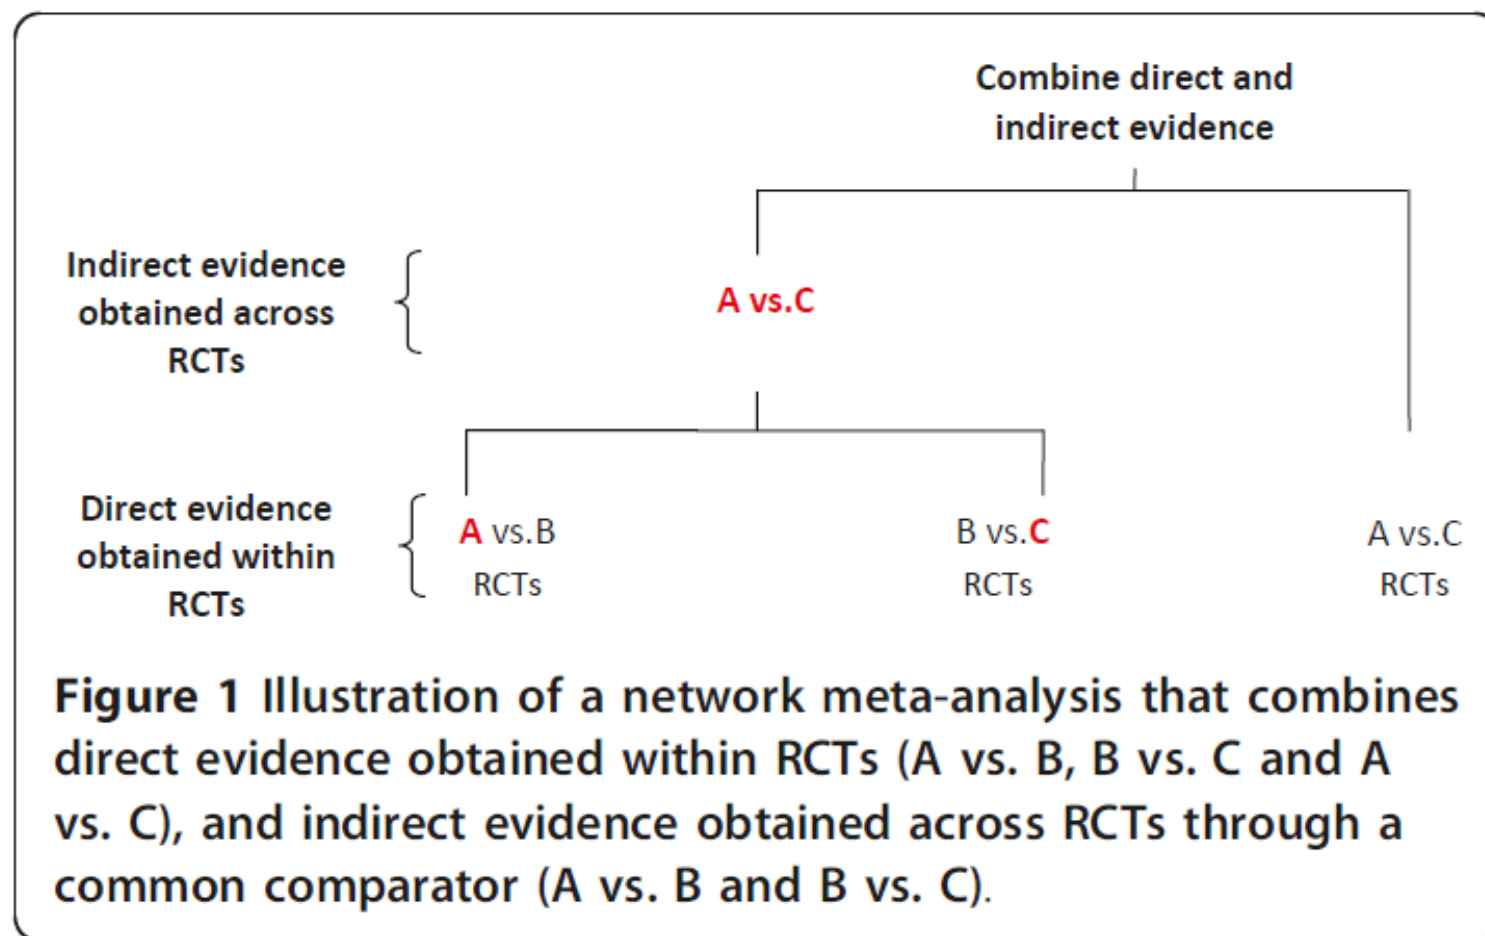 Combine direct and
indirect evidence
Indirect evidence
obtained across
RCTs
A vs.C
Direct evidence
obtained within
RCTs
A vs.B
RCTs
B vs.C
RCTs
A vs.C
RCTs
Figure 1 Illustration of a network meta-analysis that combines
direct evidence obtained within RCTs (A vs. B, B vs. C and A
vs. C), and indirect evidence obtained across RCTs through a
common comparator (A vs. B and B vs. C).